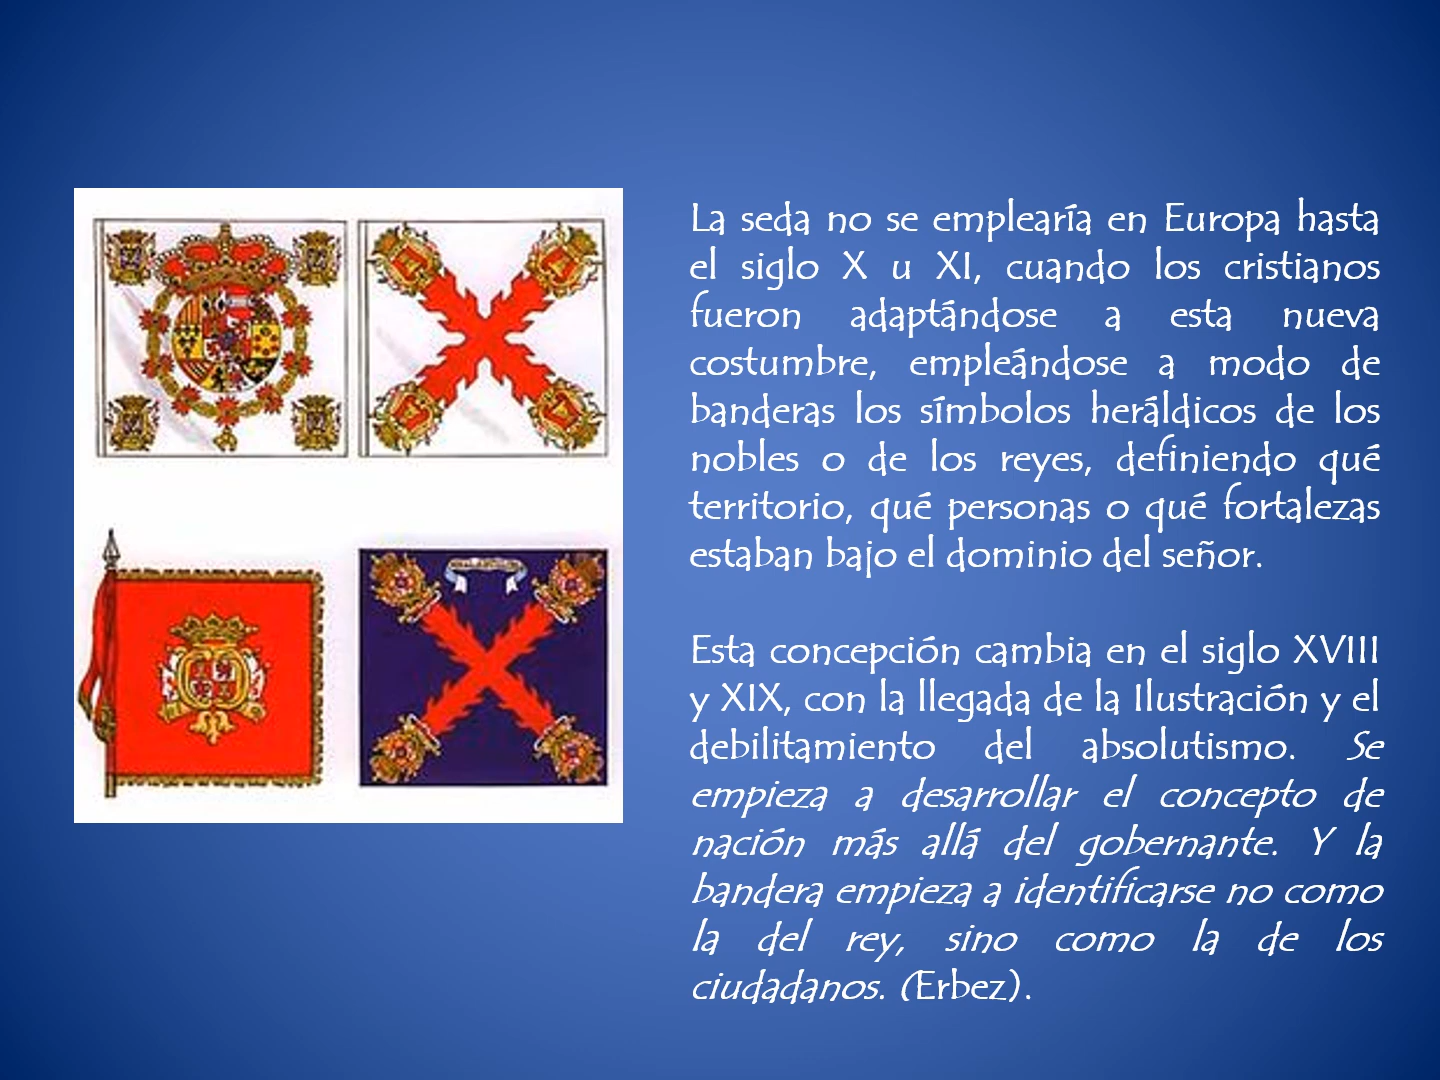 La seda no se emplearía en Europa hasta
el siglo X u XI, cuando los cristianos
fueron adaptándose a esta nueva
costumbre, empleándose a modo de
banderas los símbolos heráldicos de los
nobles o de los reyes, definiendo qué
territorio, qué personas o qué fortalezas
estaban bajo el dominio del señor.
Esta concepción cambia en el siglo XVIII
y XIX, con la llegada de la Ilustración y el
debilitamiento del absolutismo. Se
empieza a desarrollar el concepto de
nación más allá del gobernante. Y la
bandera empieza a identificarse no como
la del rey, sino como la de los
ciudadanos. (Erbez).